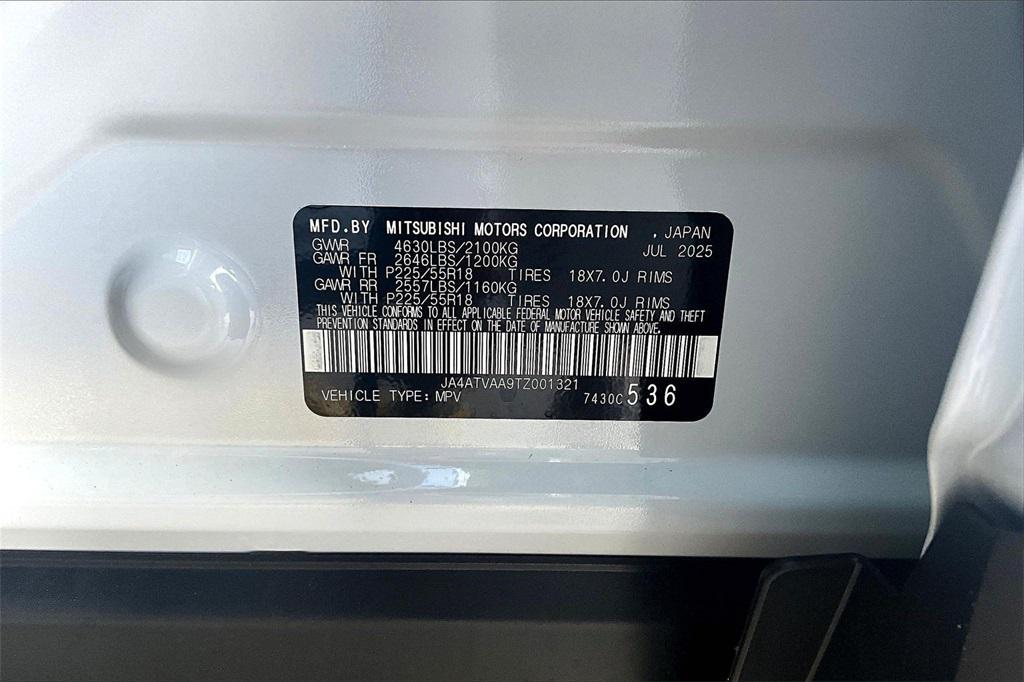 MFD.BY MITSUBISHI MOTORS CORPORATION , JAPAN
GVWR 4630LBS/2100KG JUL 2025
GAWR FR 2646LBS/1200KG
WITH P225/55R18 TIRES 18X7.0J RIMS
GAWR RR 2557LBS/1160KG
WITH P225/55R18 TIRES 18X7.0J RIMS
THIS VEHICLE CONFORMS TO ALL APPLICABLE FEDERAL MOTOR VEHICLE SAFETY AND THEFT
PREVENTION STANDARDS IN EFFECT ON THE DATE OF MANUFACTURE SHOWN ABOVE.
JA4ATVAA9TZ001321
VEHICLE TYPE: MPV 7430C 536